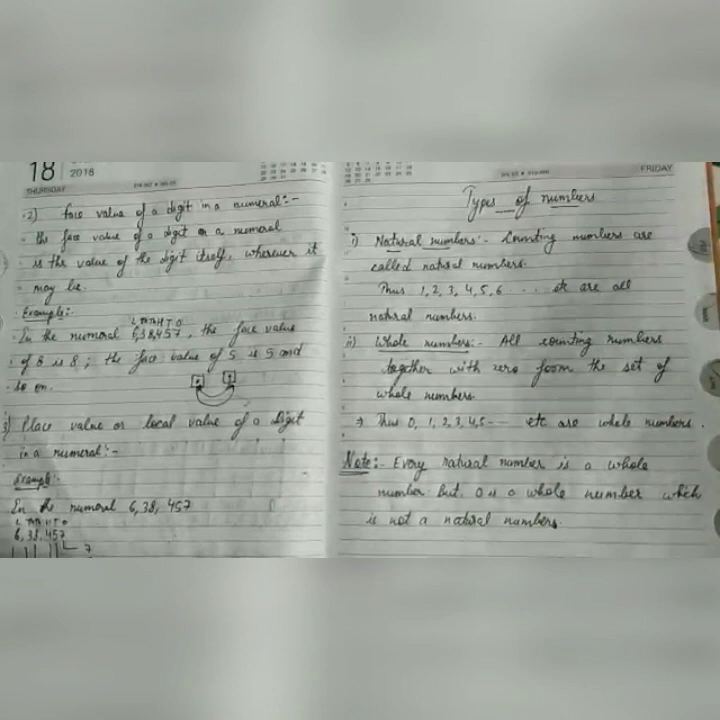 18
2018
THURSDAY
2) face value of a digit in a numeral:-
the face value of a digit on a numeral
is the value of the digit itself, wherever it
may be.
Example:-
L TTH TH H T O
In the numeral 6,38,457, the face value
of 8 is 8; the face value of 5 is 5 and
so on.
3) Place value or local value of a Digit
in a numeral:-
Example:-
In the numeral 6,38,457
L TTH TH H T O
6,38,457
7
FRIDAY
Types of numbers
i) Natural numbers:- Counting numbers are
called natural numbers.
Thus 1,2,3,4,5,6 .... etc are all
natural numbers.
ii) Whole numbers:- All counting numbers
together with zero form the set of
whole numbers.
⇒ Thus 0, 1, 2, 3, 4, 5---- etc are whole numbers.
Note:- Every natural number is a whole
number. But, 0 is a whole number which
is not a natural numbers.